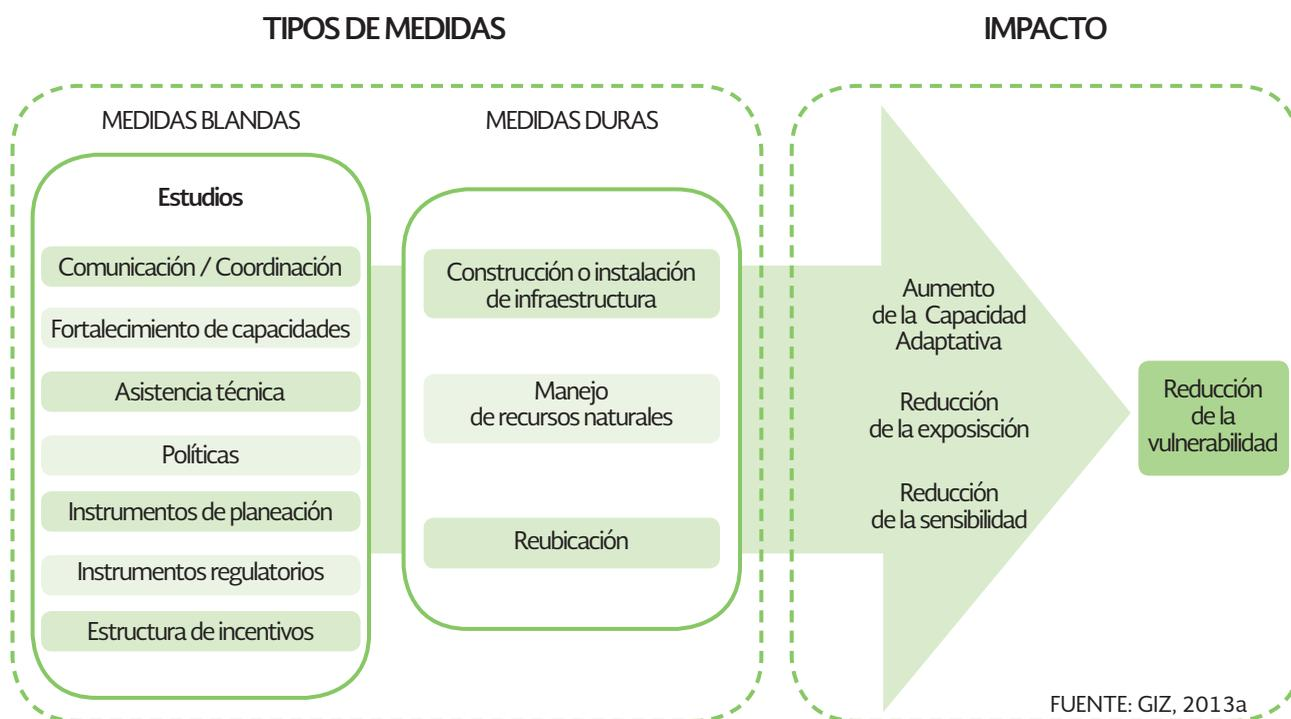 TIPOS DE MEDIDAS
IMPACTO
MEDIDAS BLANDAS
Estudios
Comunicación / Coordinación
Fortalecimiento de capacidades
Asistencia técnica
Políticas
Instrumentos de planeación
Instrumentos regulatorios
Estructura de incentivos
MEDIDAS DURAS
Construcción o instalación
de infraestructura
Manejo
de recursos naturales
Reubicación
Aumento
de la Capacidad
Adaptativa
Reducción
de la exposisción
Reducción
de la sensibilidad
Reducción
de la
vulnerabilidad
FUENTE: GIZ, 2013a